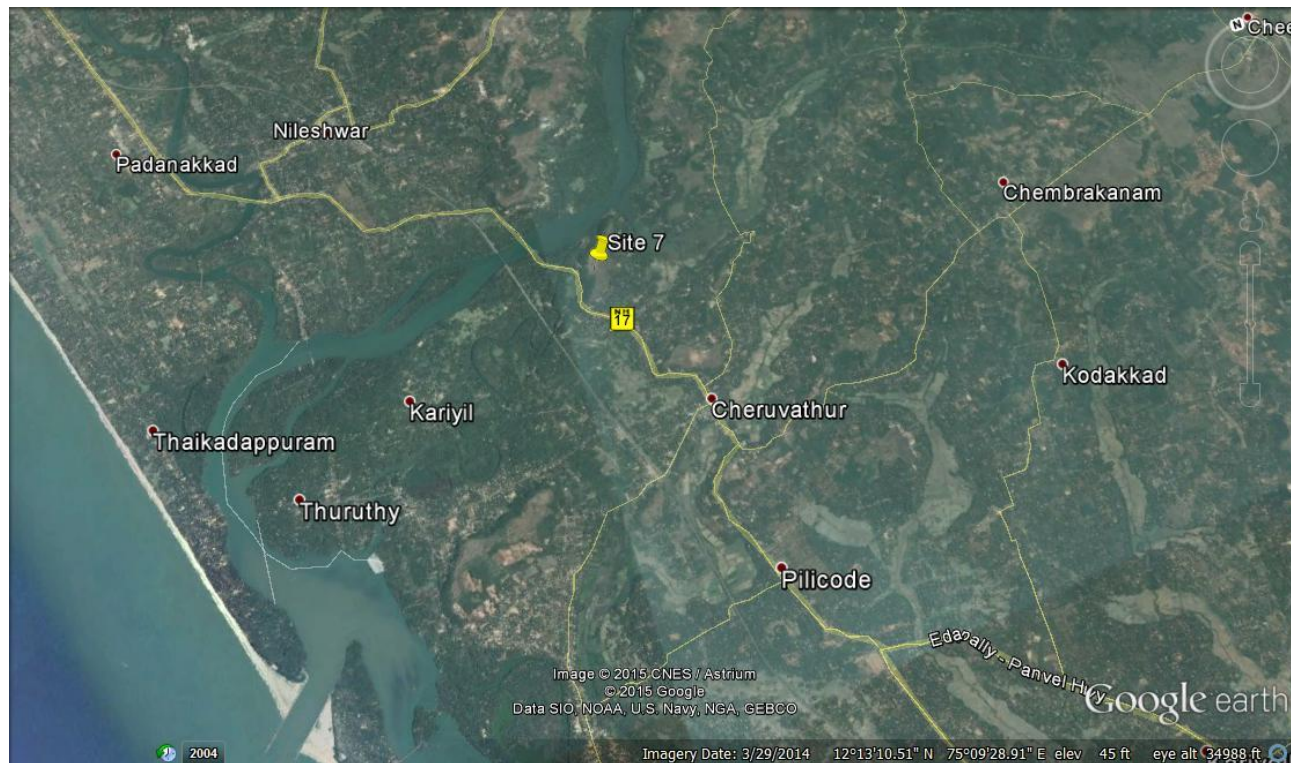 N
Chee
Nileshwar
Padanakkad
Chembrakanam
Site 7
17
Kodakkad
Kariyil
Cheruvathur
Thaikadappuram
Thuruthy
Pilicode
Edapally - Panvel Hwy
Image © 2015 CNES / Astrium
© 2015 Google
Data SIO, NOAA, U.S. Navy, NGA, GEBCO
Google earth
2004
Imagery Date: 3/29/2014 12°13'10.51" N 75°09'28.91" E elev 45 ft eye alt 34988 ft